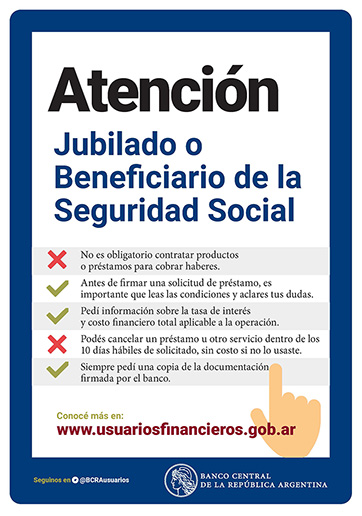 Atención
Jubilado o
Beneficiario de la
Seguridad Social
No es obligatorio contratar productos
o préstamos para cobrar haberes.
Antes de firmar una solicitud de préstamo, es
importante que leas las condiciones y aclares tus dudas.
Pedí información sobre la tasa de interés
y costo financiero total aplicable a la operación.
Podés cancelar un préstamo u otro servicio dentro de los
10 días hábiles de solicitado, sin costo si no lo usaste.
Siempre pedí una copia de la documentación
firmada por el banco.
Conocé más en:
www.usuariosfinancieros.gob.ar
Seguinos en @BCRAusuarios
BANCO CENTRAL
DE LA REPÚBLICA ARGENTINA